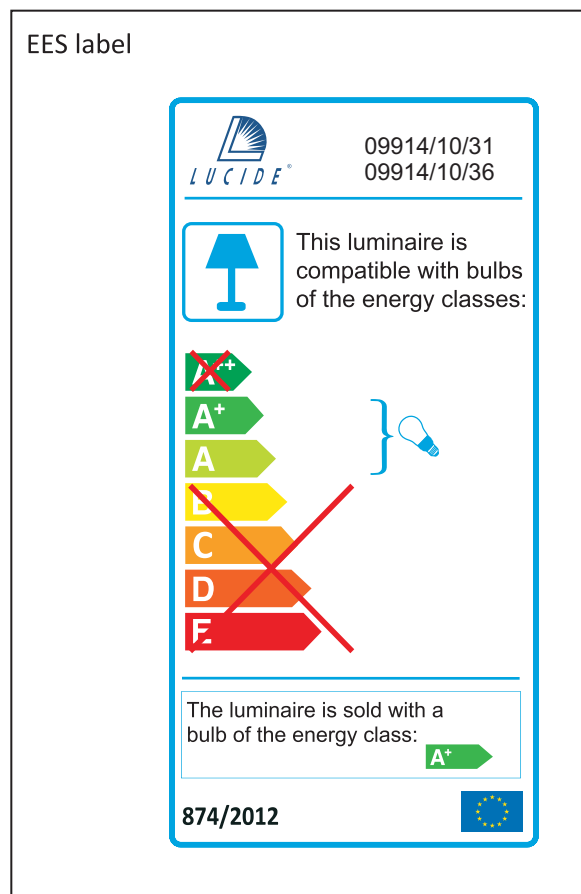 EES label
LUCIDE®
09914/10/31
09914/10/36
This luminaire is
compatible with bulbs
of the energy classes:
A++
A+
A
B
C
D
E
The luminaire is sold with a
bulb of the energy class:
A+
874/2012